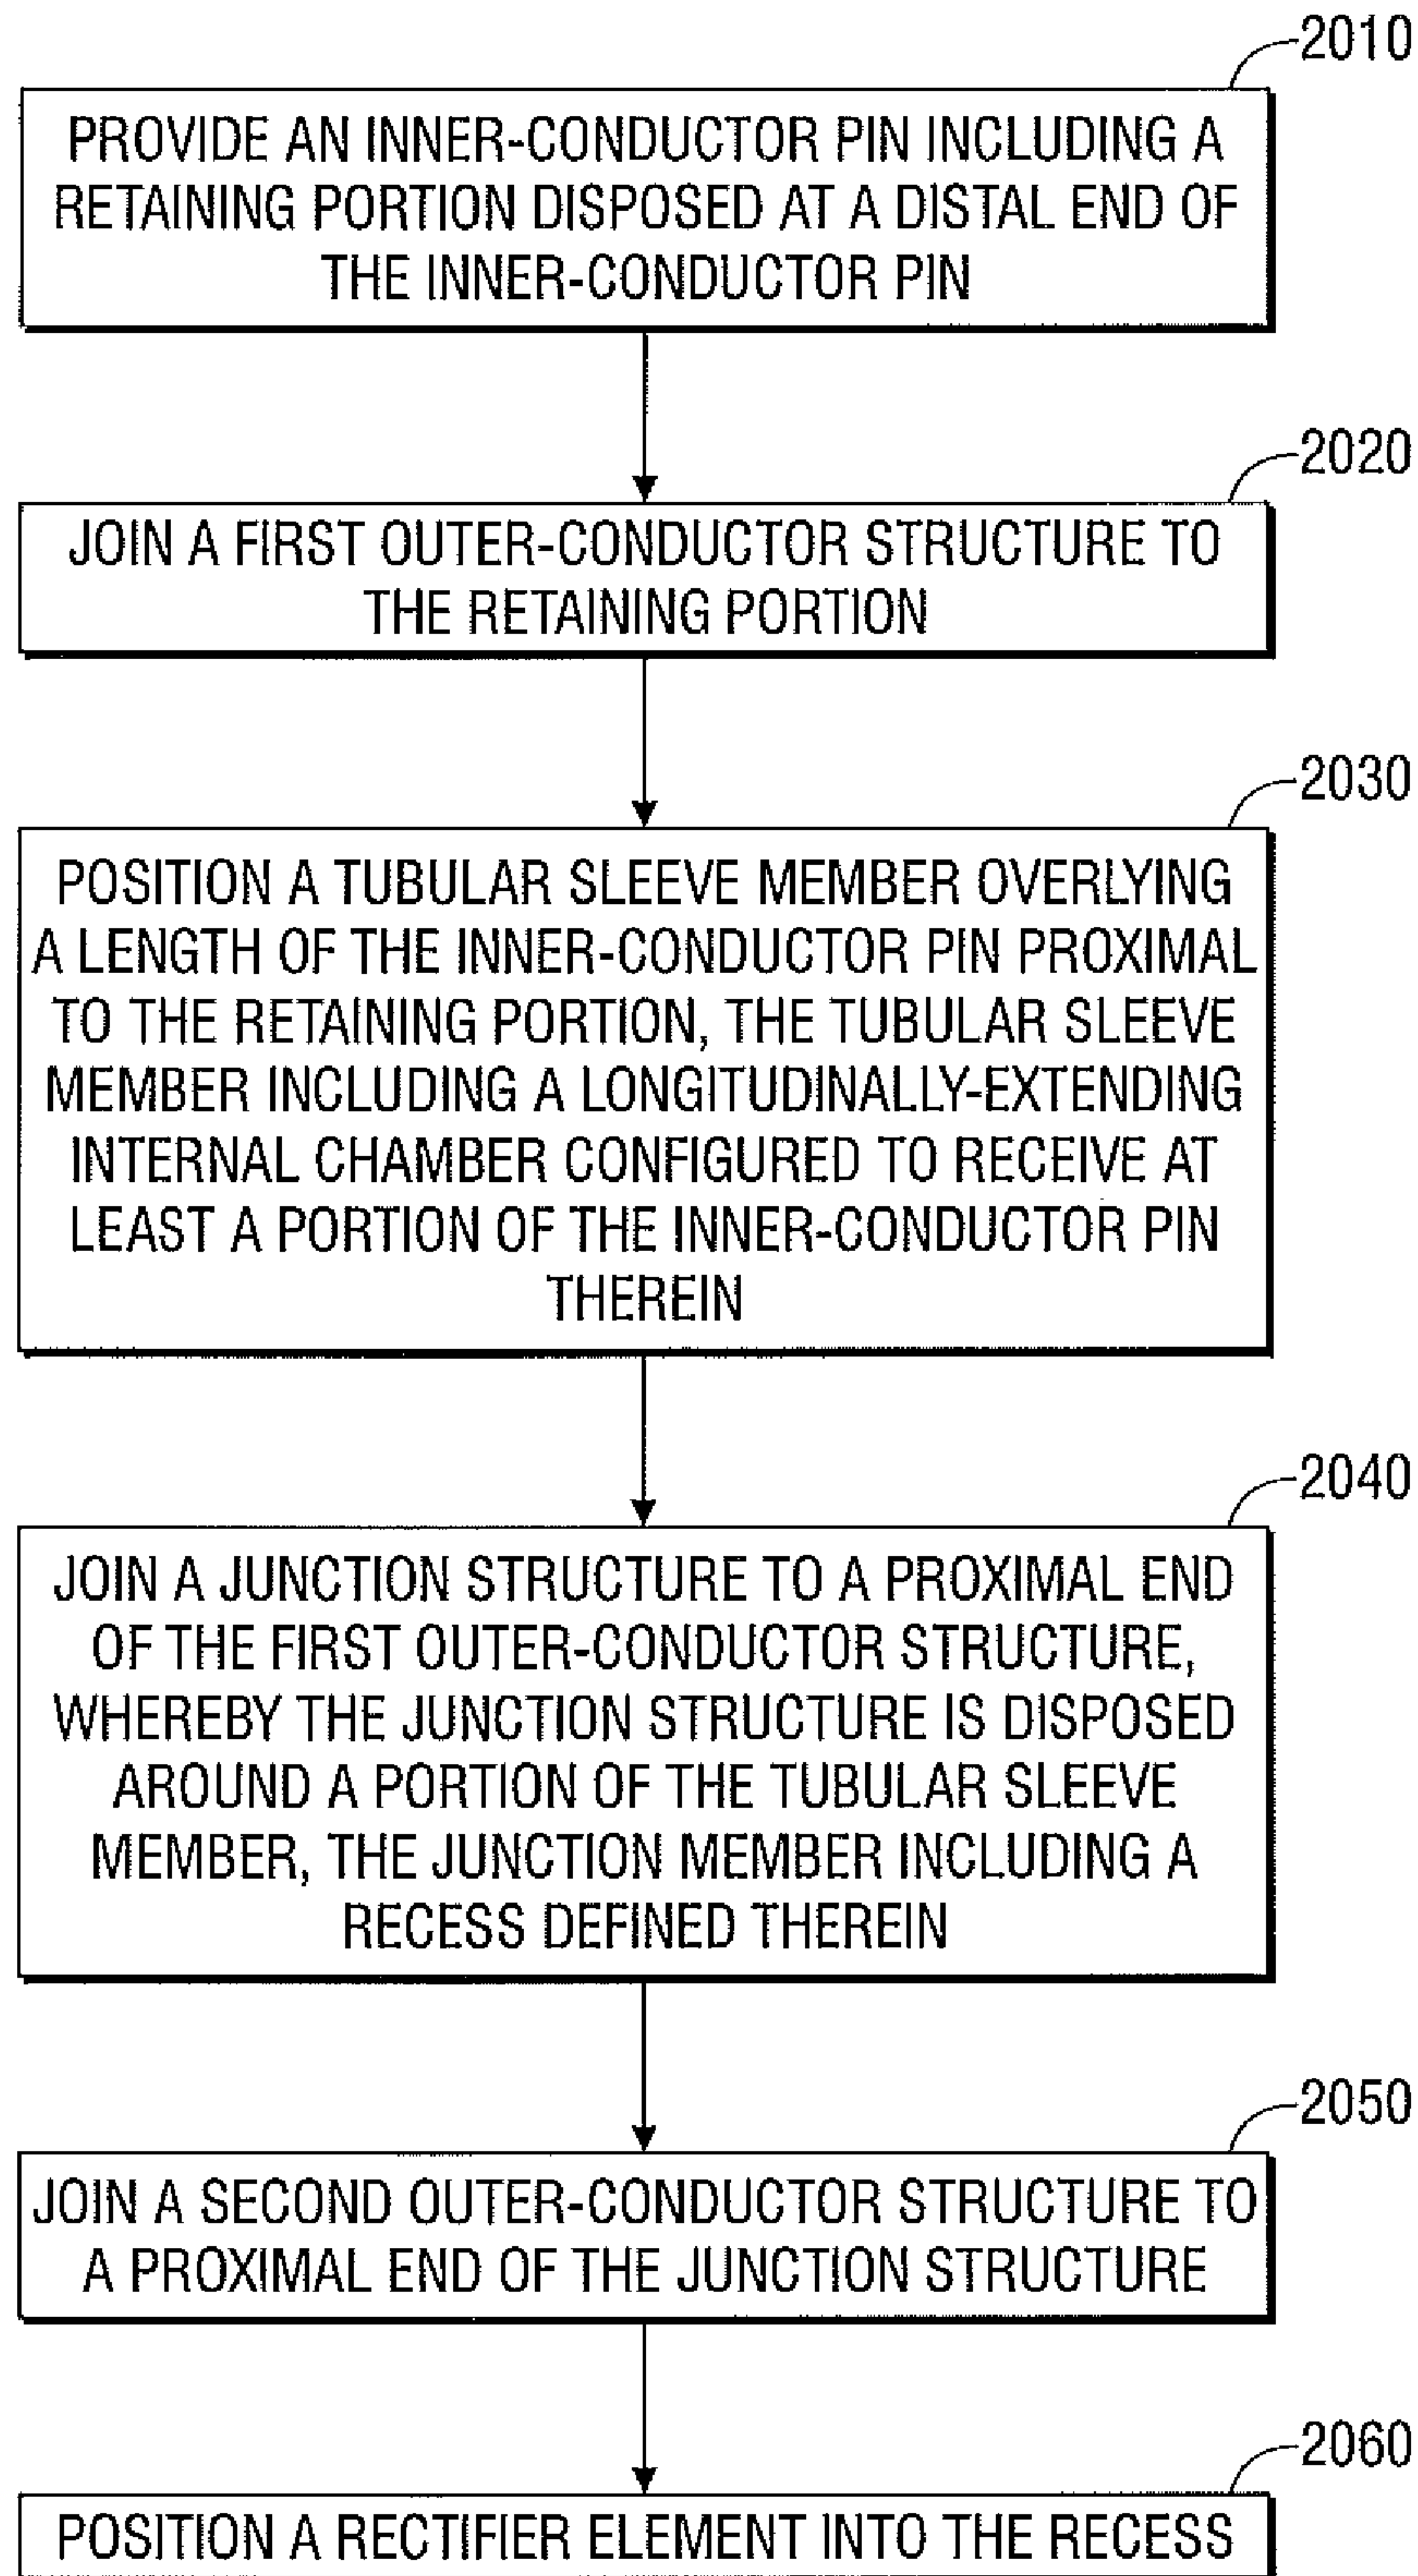 2010
PROVIDE AN INNER-CONDUCTOR PIN INCLUDING A
RETAINING PORTION DISPOSED AT A DISTAL END OF
THE INNER-CONDUCTOR PIN
2020
JOIN A FIRST OUTER-CONDUCTOR STRUCTURE TO
THE RETAINING PORTION
2030
POSITION A TUBULAR SLEEVE MEMBER OVERLYING
A LENGTH OF THE INNER-CONDUCTOR PIN PROXIMAL
TO THE RETAINING PORTION, THE TUBULAR SLEEVE
MEMBER INCLUDING A LONGITUDINALLY-EXTENDING
INTERNAL CHAMBER CONFIGURED TO RECEIVE AT
LEAST A PORTION OF THE INNER-CONDUCTOR PIN
THEREIN
2040
JOIN A JUNCTION STRUCTURE TO A PROXIMAL END
OF THE FIRST OUTER-CONDUCTOR STRUCTURE,
WHEREBY THE JUNCTION STRUCTURE IS DISPOSED
AROUND A PORTION OF THE TUBULAR SLEEVE
MEMBER, THE JUNCTION MEMBER INCLUDING A
RECESS DEFINED THEREIN
2050
JOIN A SECOND OUTER-CONDUCTOR STRUCTURE TO
A PROXIMAL END OF THE JUNCTION STRUCTURE
2060
POSITION A RECTIFIER ELEMENT INTO THE RECESS